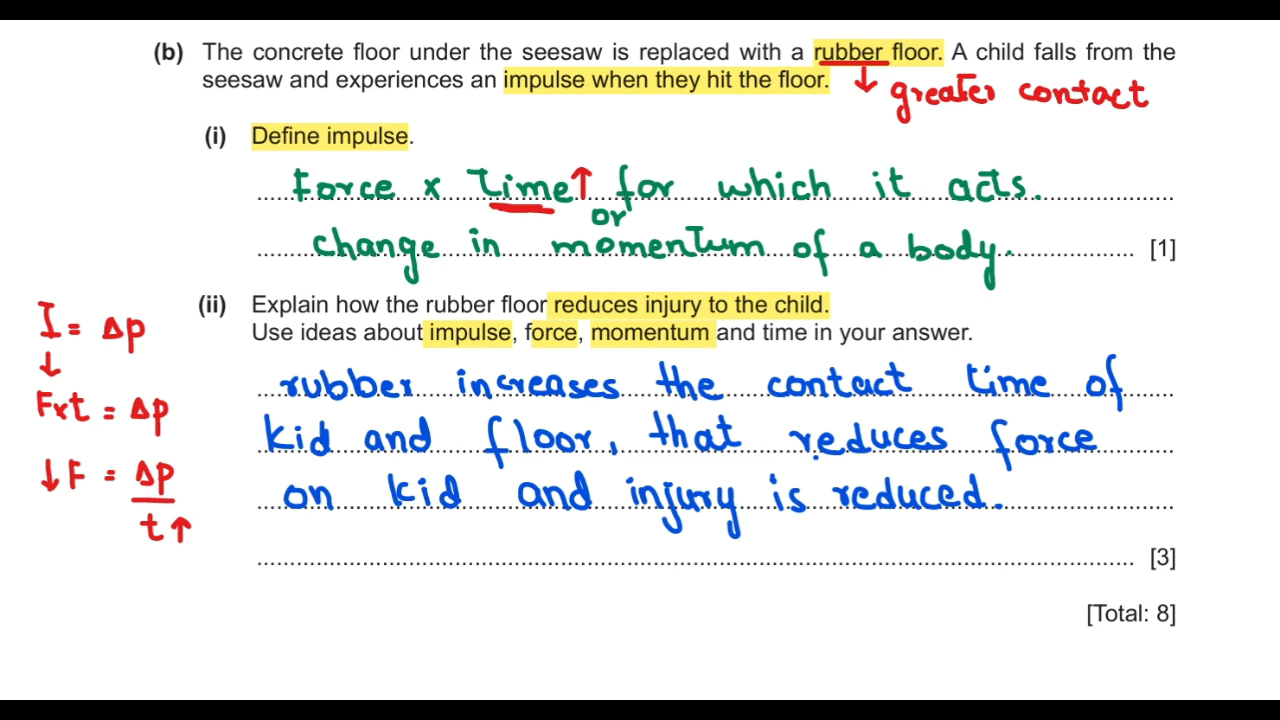 (b) The concrete floor under the seesaw is replaced with a rubber floor. A child falls from the
seesaw and experiences an impulse when they hit the floor.
↓ greater contact
(i) Define impulse.
Force x time↑ for which it acts.
or
change in momentum of a body. [1]
(ii) Explain how the rubber floor reduces injury to the child.
Use ideas about impulse, force, momentum and time in your answer.
I = Δp
↓
Fxt = Δp
↓F = Δp
t↑
rubber increases the contact time of
kid and floor, that reduces force
on kid and injury is reduced.
[3]
[Total: 8]